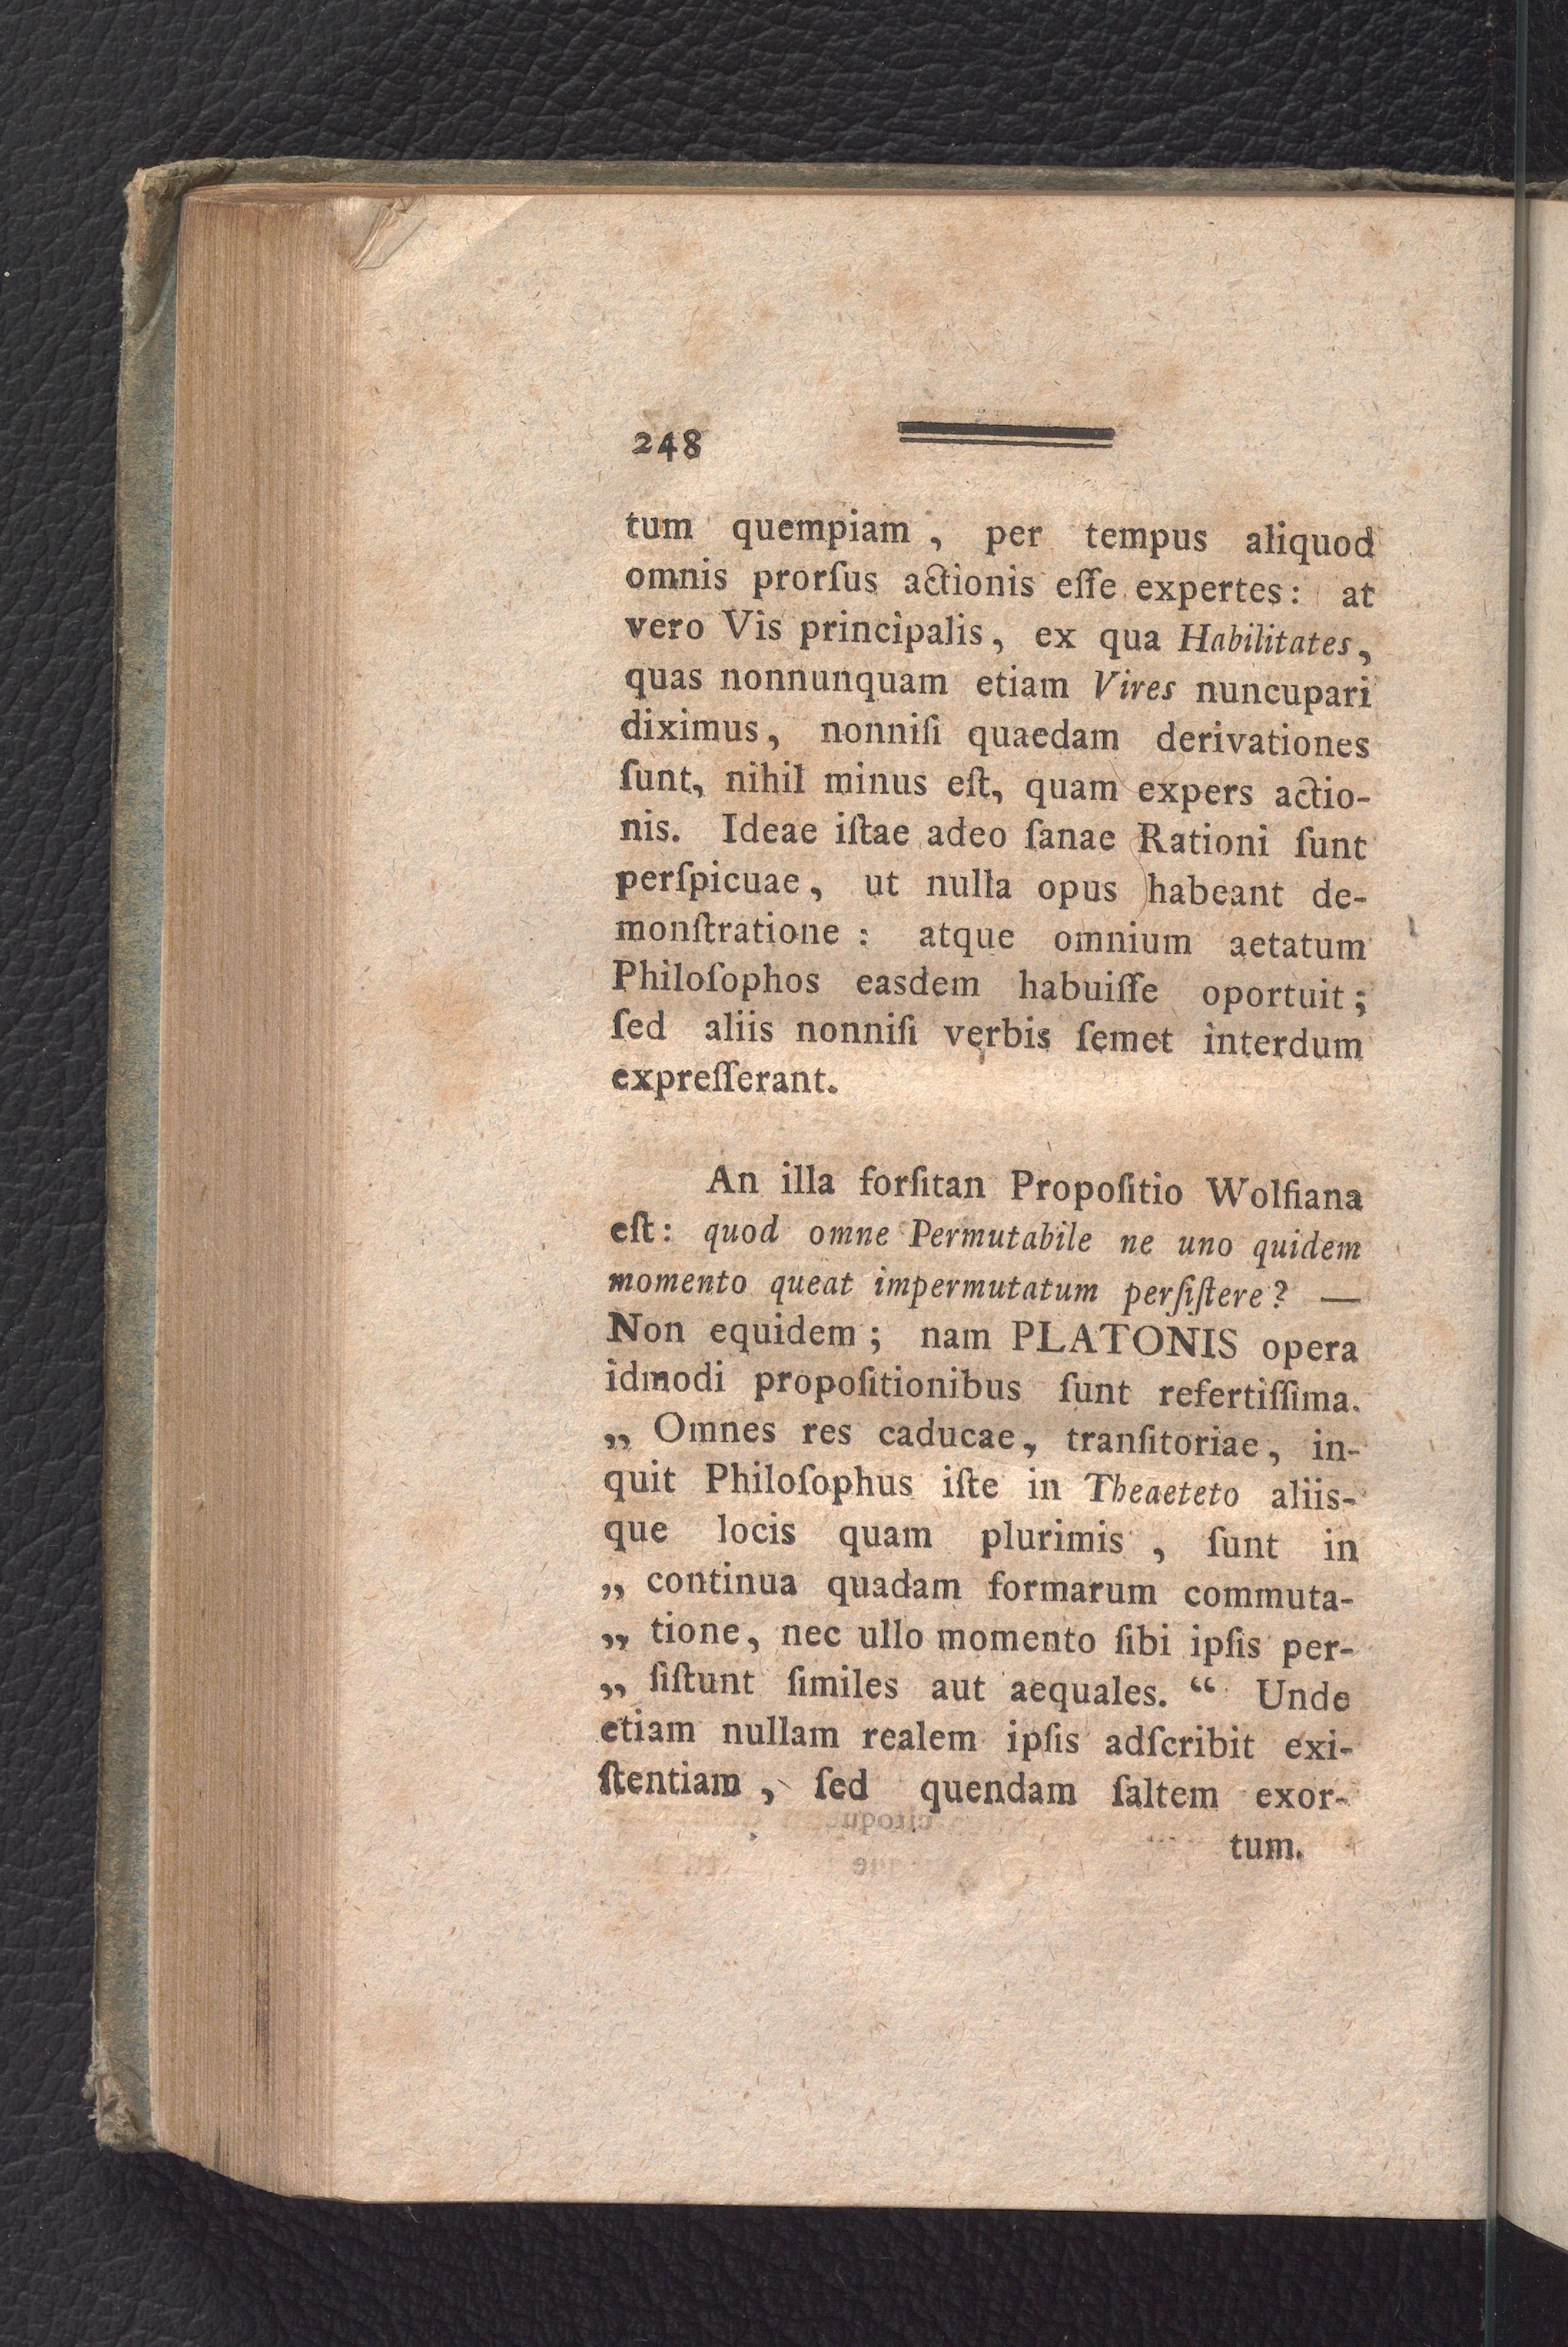 248
tum quempiam, per tempus aliquod
omnis prorſus actionis eſſe expertes: at
vero Vis principalis, ex qua Habilitates,
quas nonnunquam etiam Vires nuncupari
diximus, nonniſi quaedam derivationes
ſunt, nihil minus eſt, quam expers actio-
nis. Ideae iſtae adeo ſanae Rationi ſunt
perſpicuae, ut nulla opus habeant de-
monſtratione: atque omnium aetatum
Philoſophos easdem habuiſſe oportuit;
ſed aliis nonniſi verbis ſemet interdum
expreſſerant.
An illa forſitan Propoſitio Wolfiana
eſt: quod omne Permutabile ne uno quidem
momento queat impermutatum perſiſtere? —
Non equidem; nam PLATONIS opera
idmodi propoſitionibus ſunt refertiſſima.
„ Omnes res caducae, tranſitoriae, in-
quit Philoſophus iſte in Theaeteto aliis-
que locis quam plurimis, ſunt in
„ continua quadam formarum commuta-
„ tione, nec ullo momento ſibi ipſis per-
„ ſiſtunt ſimiles aut aequales. “ Unde
etiam nullam realem ipſis adſcribit exi-
ſtentiam, ſed quendam ſaltem exor-
tum.